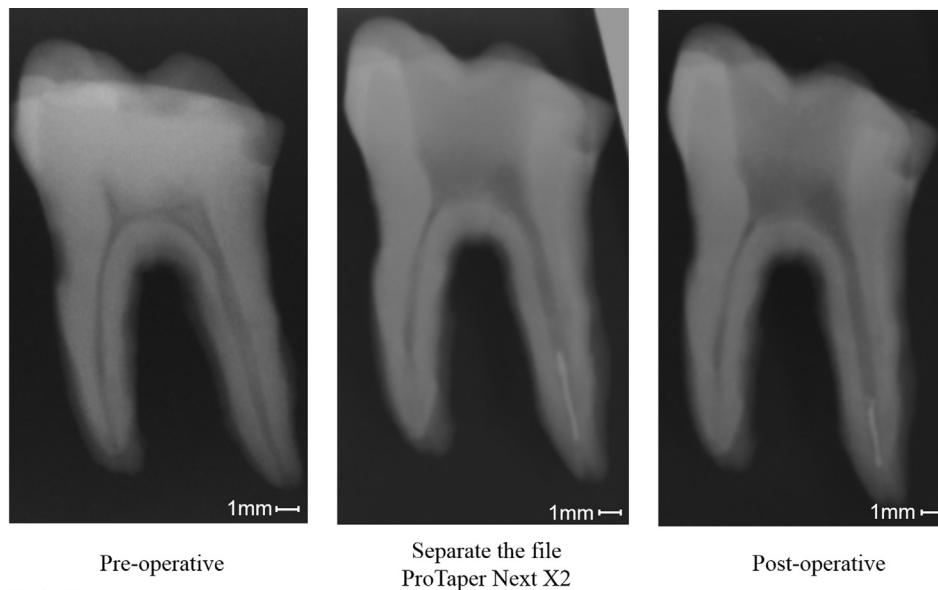 1mm
1mm
1mm
Pre-operative
Separate the file
ProTaper Next X2
Post-operative